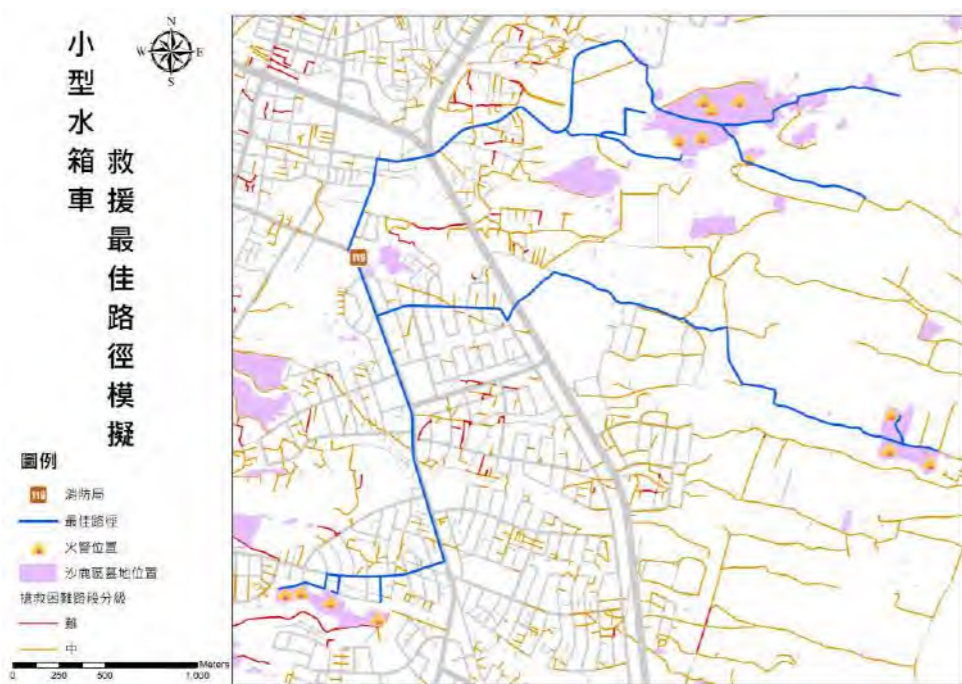 小型水箱車
救援最佳路徑模擬
N
W
E
S
119
圖例
119
消防局
最佳路徑
火警位置
沙鹿區墓地位置
搶救困難路段分級
難
中
Meters
0
250
500
1,000